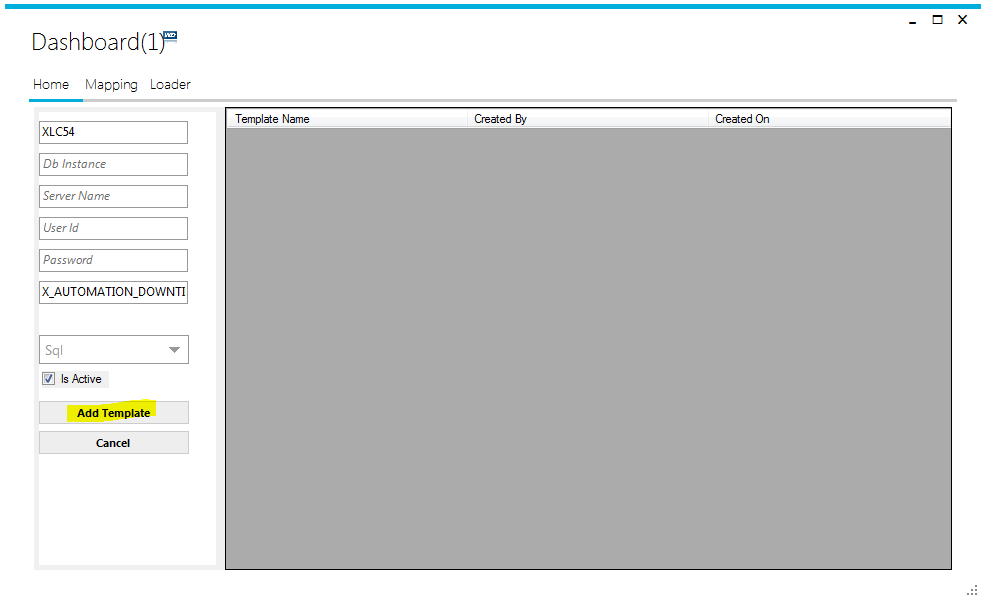 Dashboard(1)
WD
Home Mapping Loader
XLC54
Db Instance
Server Name
User Id
Password
X_AUTOMATION_DOWNTI
Sql
Is Active
Add Template
Cancel
Template Name Created By Created On